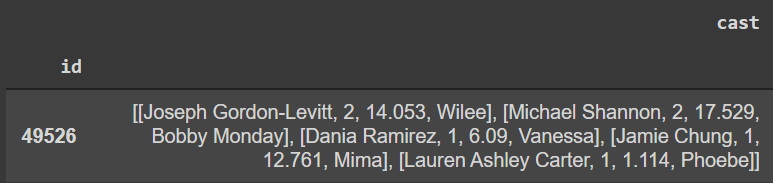 cast
id
49526 [[Joseph Gordon-Levitt, 2, 14.053, Wilee], [Michael Shannon, 2, 17.529,
Bobby Monday], [Dania Ramirez, 1, 6.09, Vanessa], [Jamie Chung, 1,
12.761, Mima], [Lauren Ashley Carter, 1, 1.114, Phoebe]]